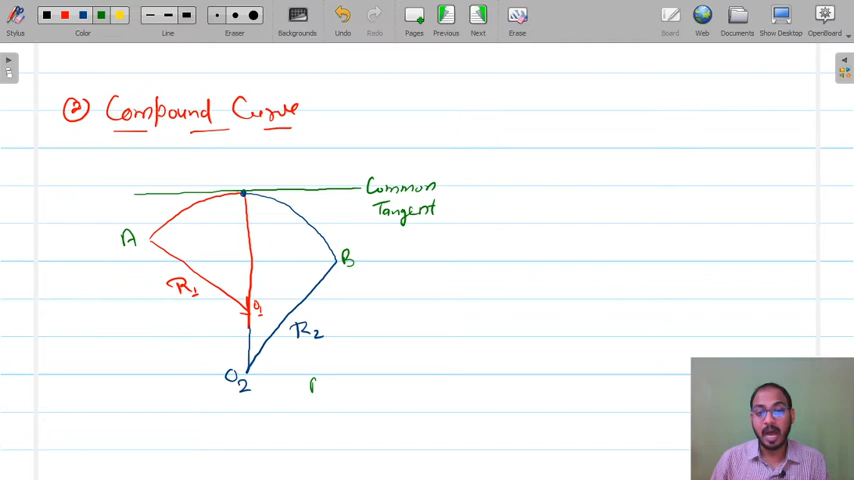 Stylus
Color
Line
Eraser
Backgrounds
Undo
Redo
Pages
Previous
Next
Erase
Board
Web
Documents
Show Desktop
OpenBoard
② Compound Curve
Common
Tangent
A
B
R1
O1
R2
O2